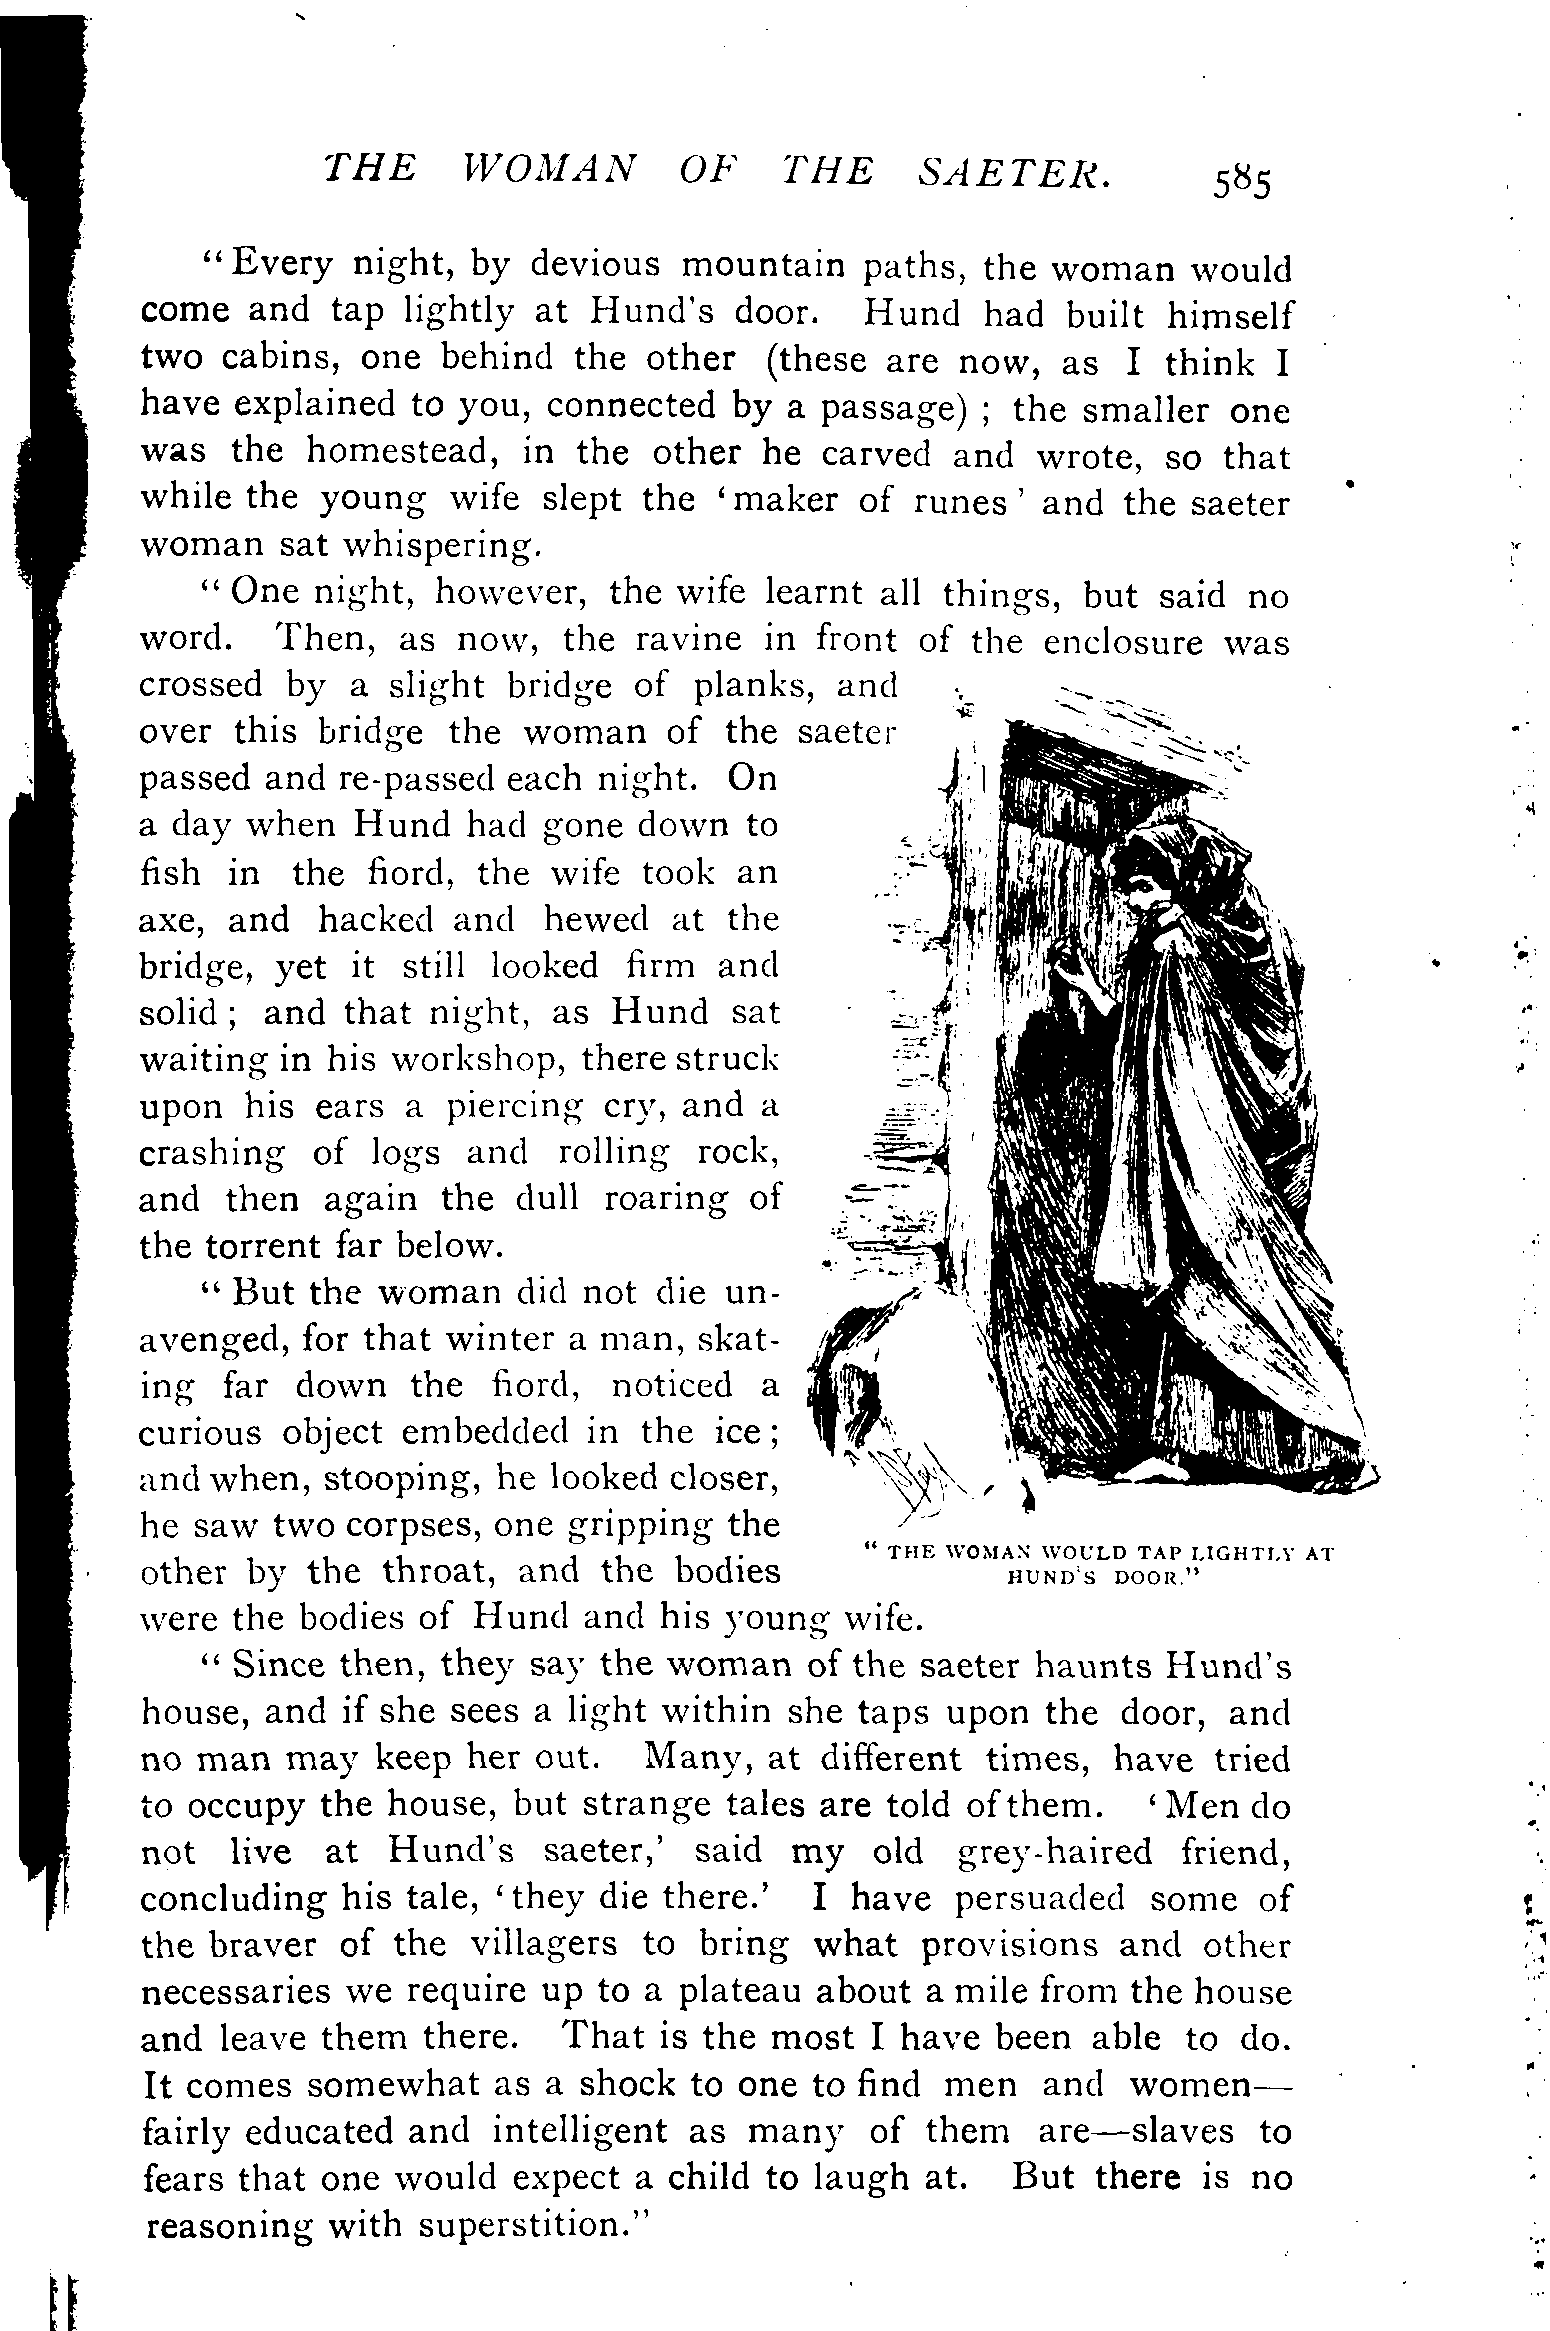 THE WOMAN OF THE SAETER. 585
"Every night, by devious mountain paths, the woman would
come and tap lightly at Hund's door. Hund had built himself
two cabins, one behind the other (these are now, as I think I
have explained to you, connected by a passage) ; the smaller one
was the homestead, in the other he carved and wrote, so that
while the young wife slept the 'maker of runes' and the saeter
woman sat whispering.
"One night, however, the wife learnt all things, but said no
word. Then, as now, the ravine in front of the enclosure was
crossed by a slight bridge of planks, and
over this bridge the woman of the saeter
passed and re-passed each night. On
a day when Hund had gone down to
fish in the fiord, the wife took an
axe, and hacked and hewed at the
bridge, yet it still looked firm and
solid ; and that night, as Hund sat
waiting in his workshop, there struck
upon his ears a piercing cry, and a
crashing of logs and rolling rock,
and then again the dull roaring of
the torrent far below.
"But the woman did not die un-
avenged, for that winter a man, skat-
ing far down the fiord, noticed a
curious object embedded in the ice ;
and when, stooping, he looked closer,
he saw two corpses, one gripping the
other by the throat, and the bodies
were the bodies of Hund and his young wife.
"THE WOMAN WOULD TAP LIGHTLY AT
HUND'S DOOR."
"Since then, they say the woman of the saeter haunts Hund's
house, and if she sees a light within she taps upon the door, and
no man may keep her out. Many, at different times, have tried
to occupy the house, but strange tales are told of them. 'Men do
not live at Hund's saeter,' said my old grey-haired friend,
concluding his tale, 'they die there.' I have persuaded some of
the braver of the villagers to bring what provisions and other
necessaries we require up to a plateau about a mile from the house
and leave them there. That is the most I have been able to do.
It comes somewhat as a shock to one to find men and women—
fairly educated and intelligent as many of them are—slaves to
fears that one would expect a child to laugh at. But there is no
reasoning with superstition."